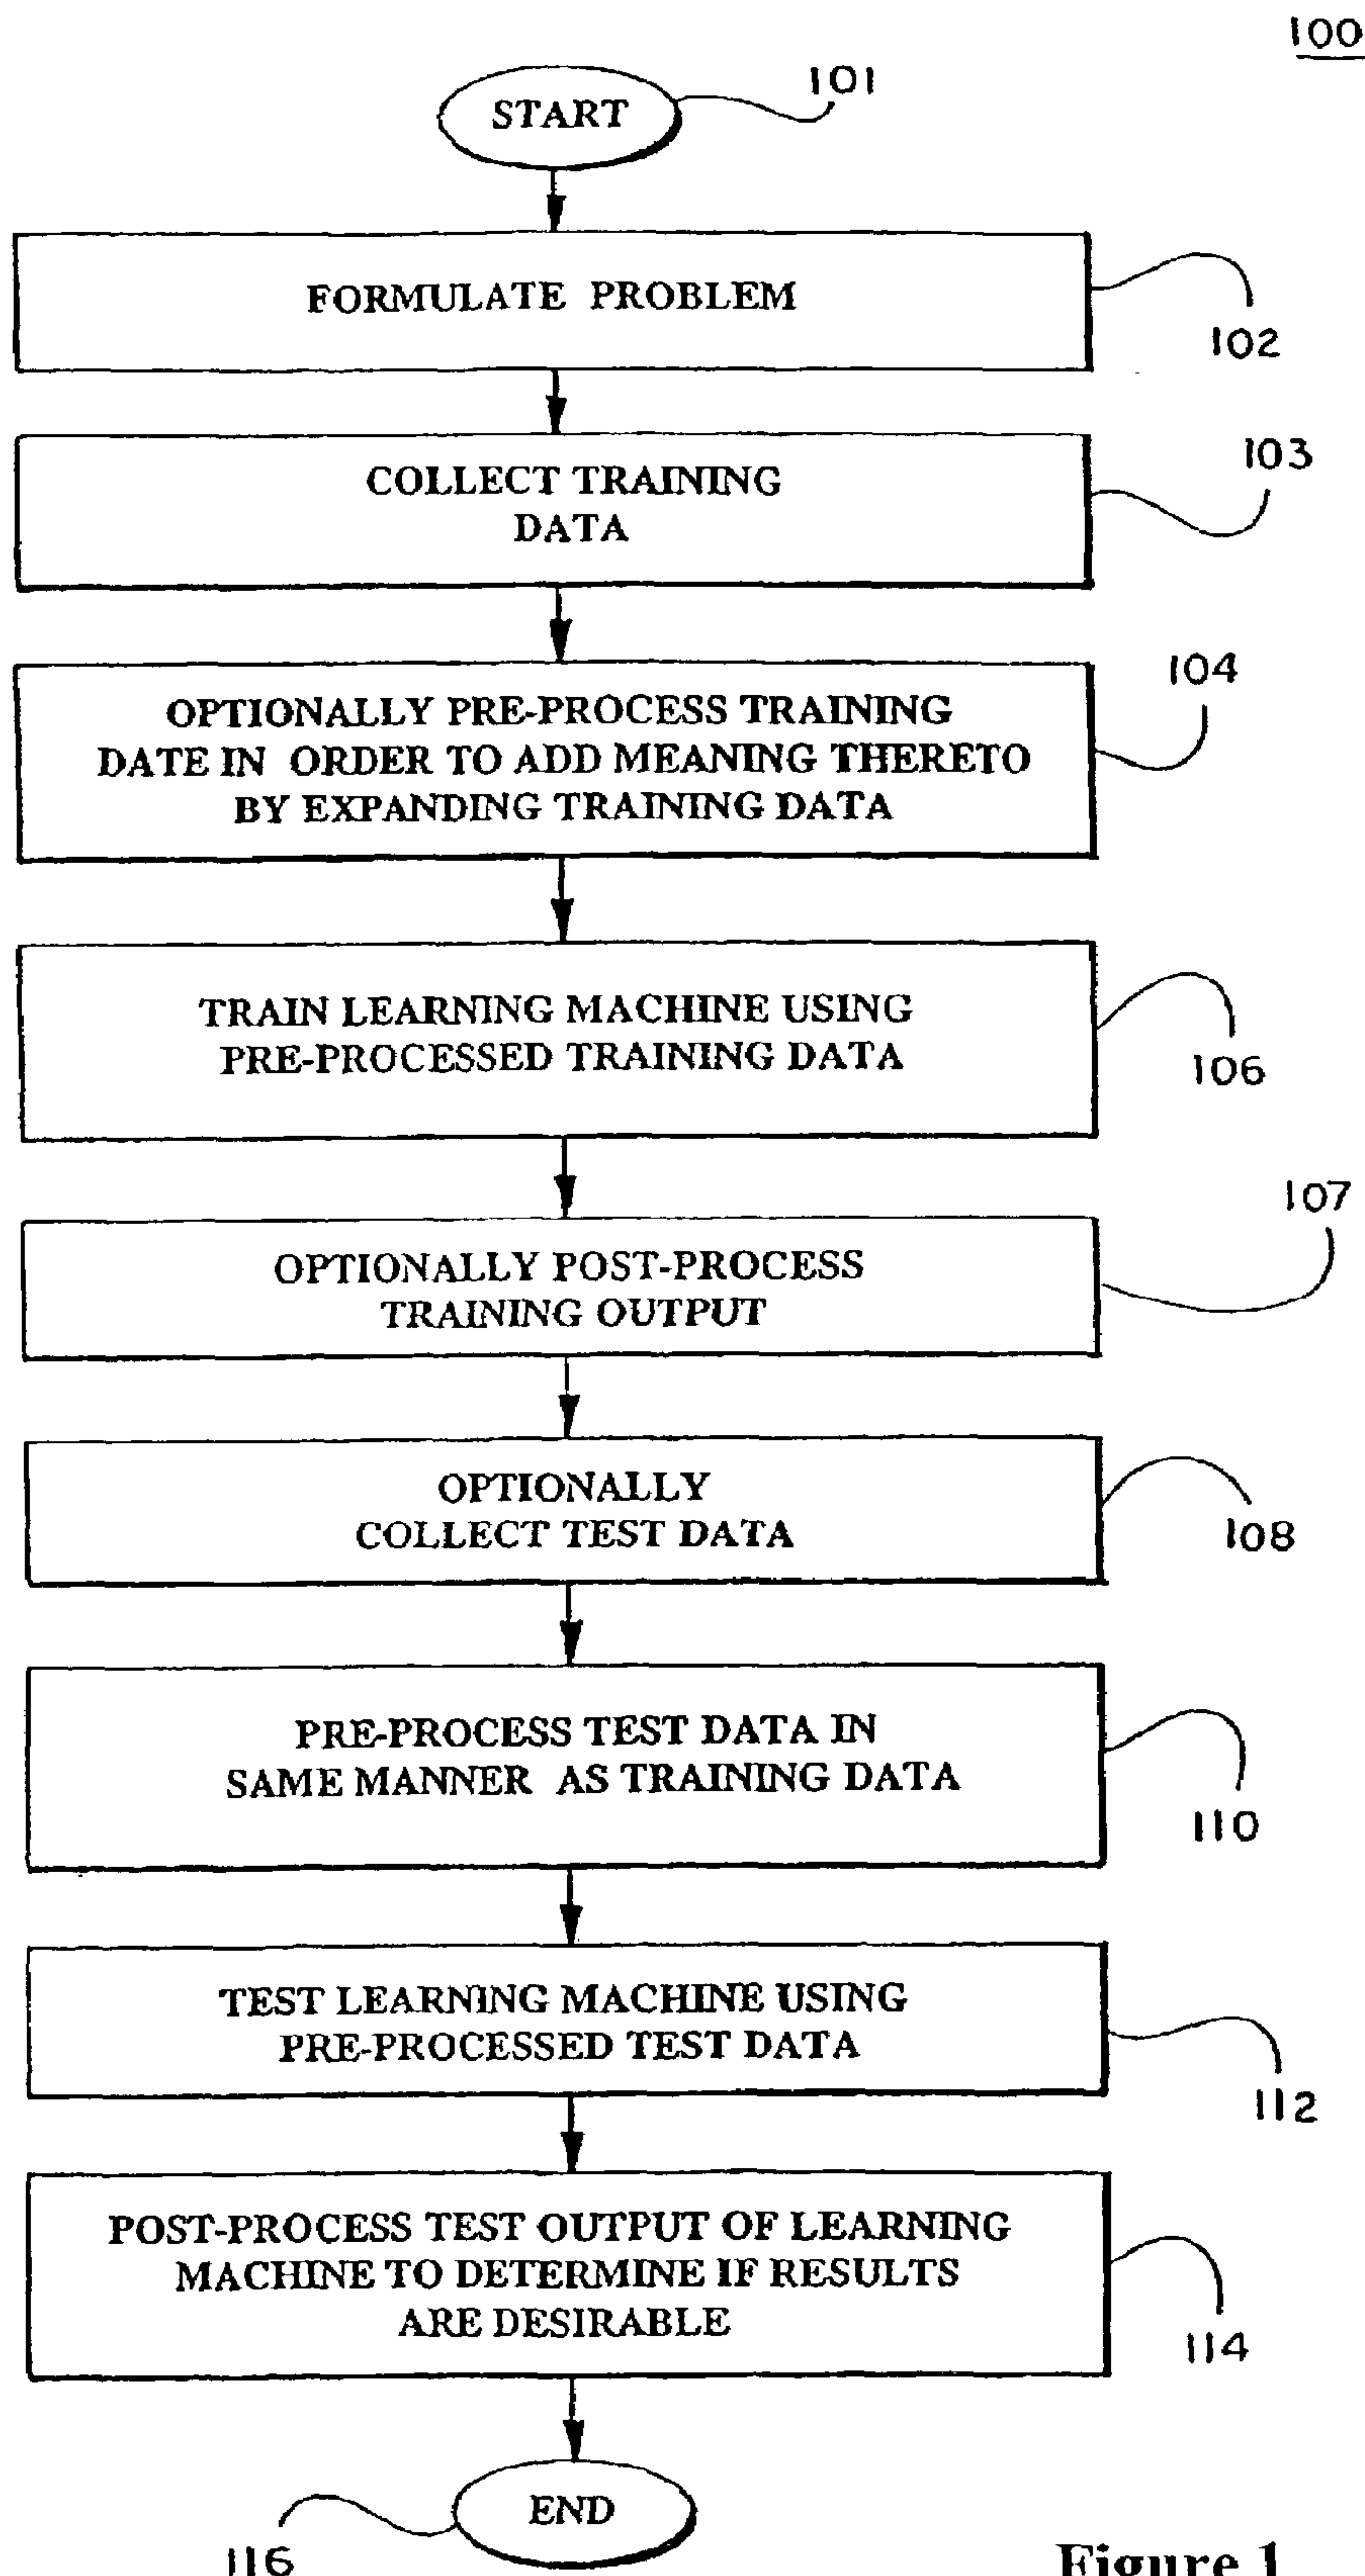 100
START
101
FORMULATE PROBLEM
102
COLLECT TRAINING
DATA
103
OPTIONALLY PRE-PROCESS TRAINING
DATE IN ORDER TO ADD MEANING THERETO
BY EXPANDING TRAINING DATA
104
TRAIN LEARNING MACHINE USING
PRE-PROCESSED TRAINING DATA
106
OPTIONALLY POST-PROCESS
TRAINING OUTPUT
107
OPTIONALLY
COLLECT TEST DATA
108
PRE-PROCESS TEST DATA IN
SAME MANNER AS TRAINING DATA
110
TEST LEARNING MACHINE USING
PRE-PROCESSED TEST DATA
112
POST-PROCESS TEST OUTPUT OF LEARNING
MACHINE TO DETERMINE IF RESULTS
ARE DESIRABLE
114
END
116
Figure 1